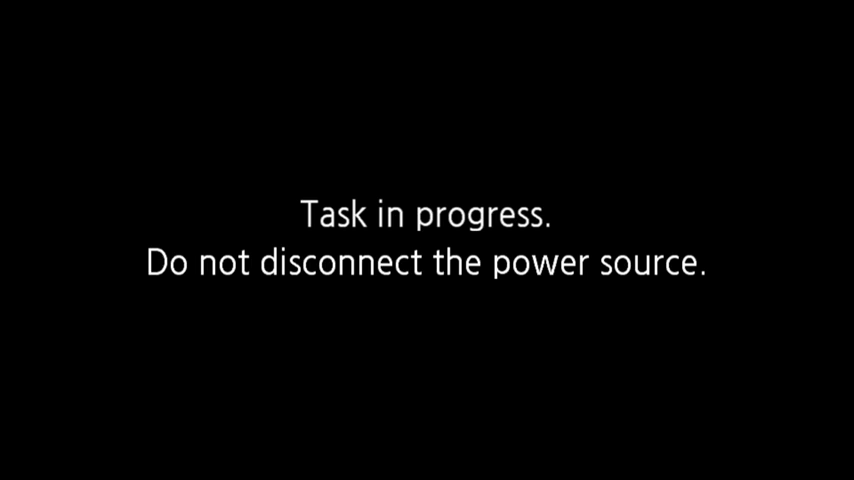 Task in progress.
Do not disconnect the power source.